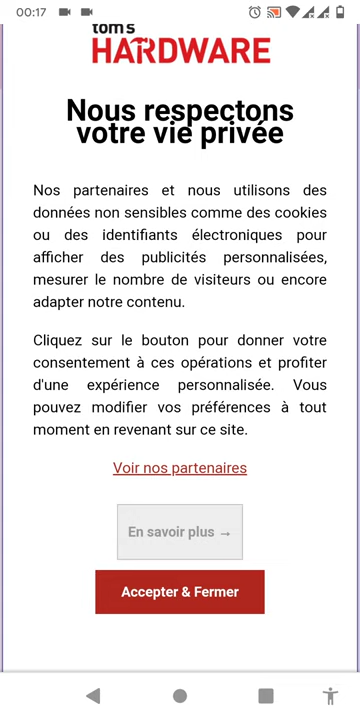 00:17
tom's
HARDWARE
Nous respectons
votre vie privée
Nos partenaires et nous utilisons des
données non sensibles comme des cookies
ou des identifiants électroniques pour
afficher des publicités personnalisées,
mesurer le nombre de visiteurs ou encore
adapter notre contenu.
Cliquez sur le bouton pour donner votre
consentement à ces opérations et profiter
d'une expérience personnalisée. Vous
pouvez modifier vos préférences à tout
moment en revenant sur ce site.
Voir nos partenaires
En savoir plus →
Accepter & Fermer